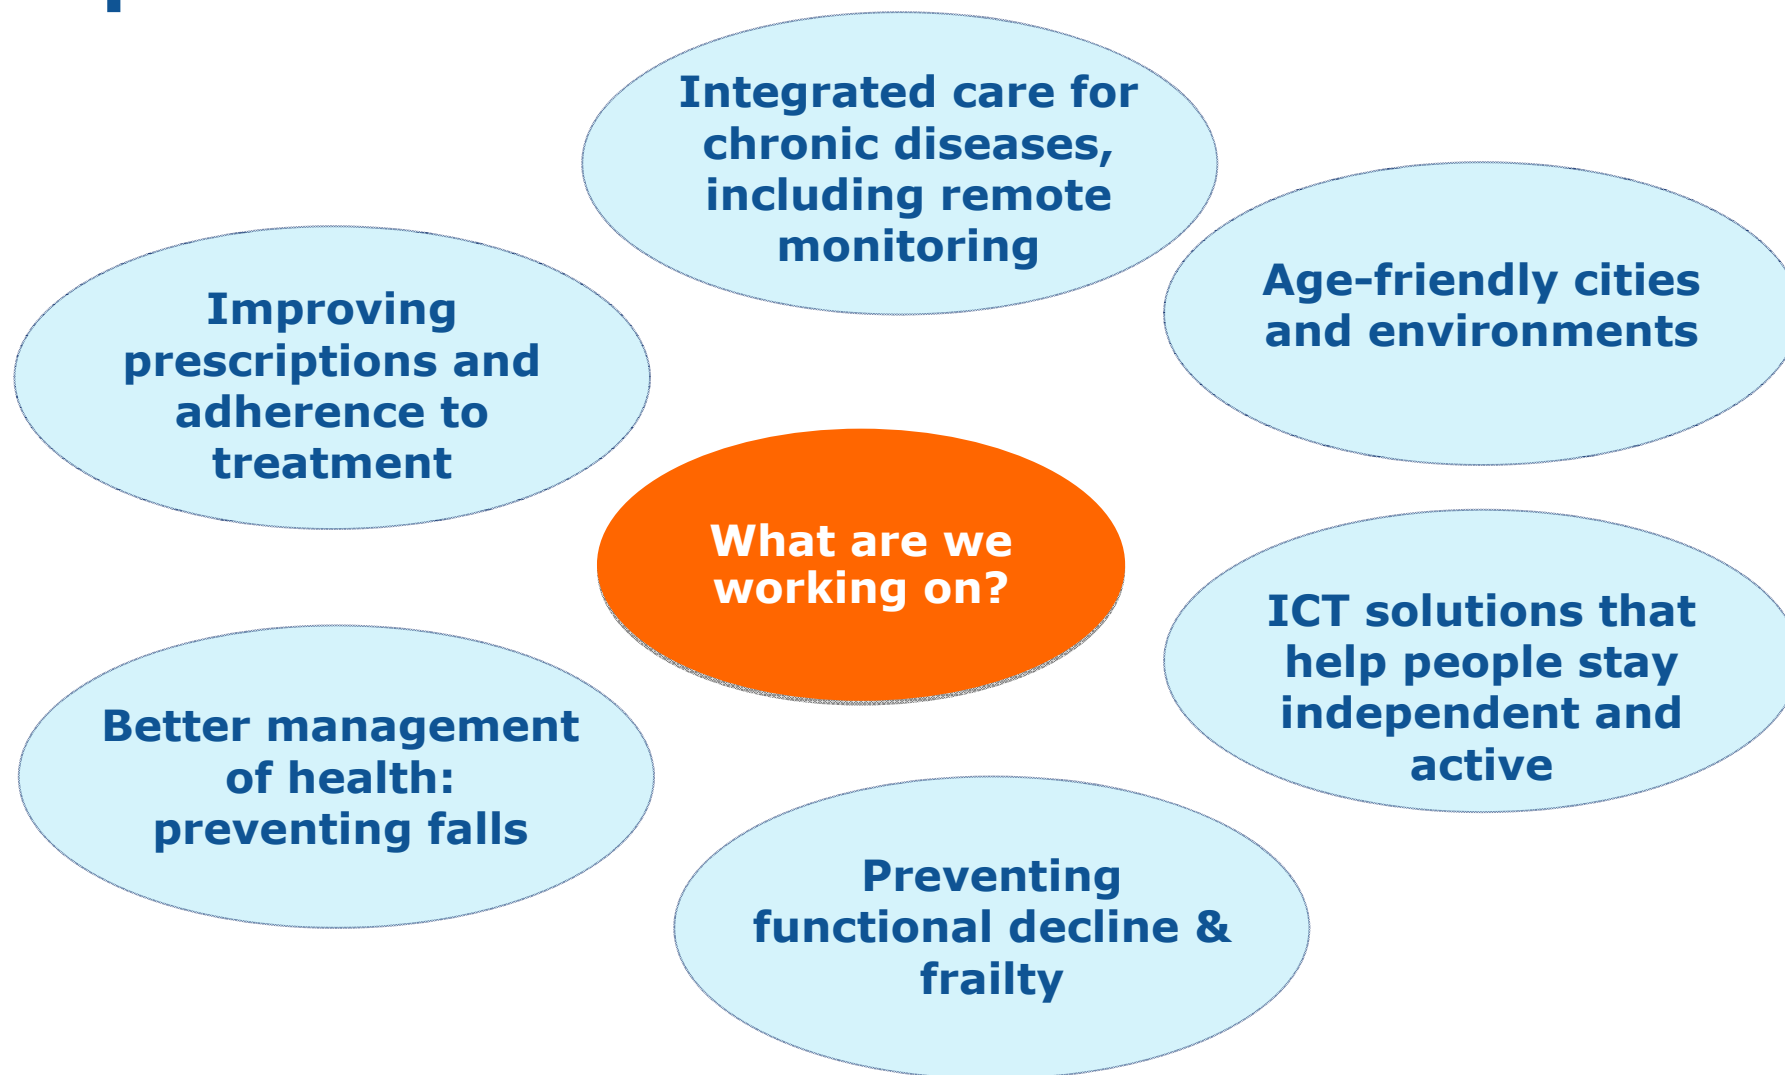 Integrated care for
chronic diseases,
including remote
monitoring
Age-friendly cities
and environments
Improving
prescriptions and
adherence to
treatment
What are we
working on?
ICT solutions that
help people stay
independent and
active
Better management
of health:
preventing falls
Preventing
functional decline &
frailty